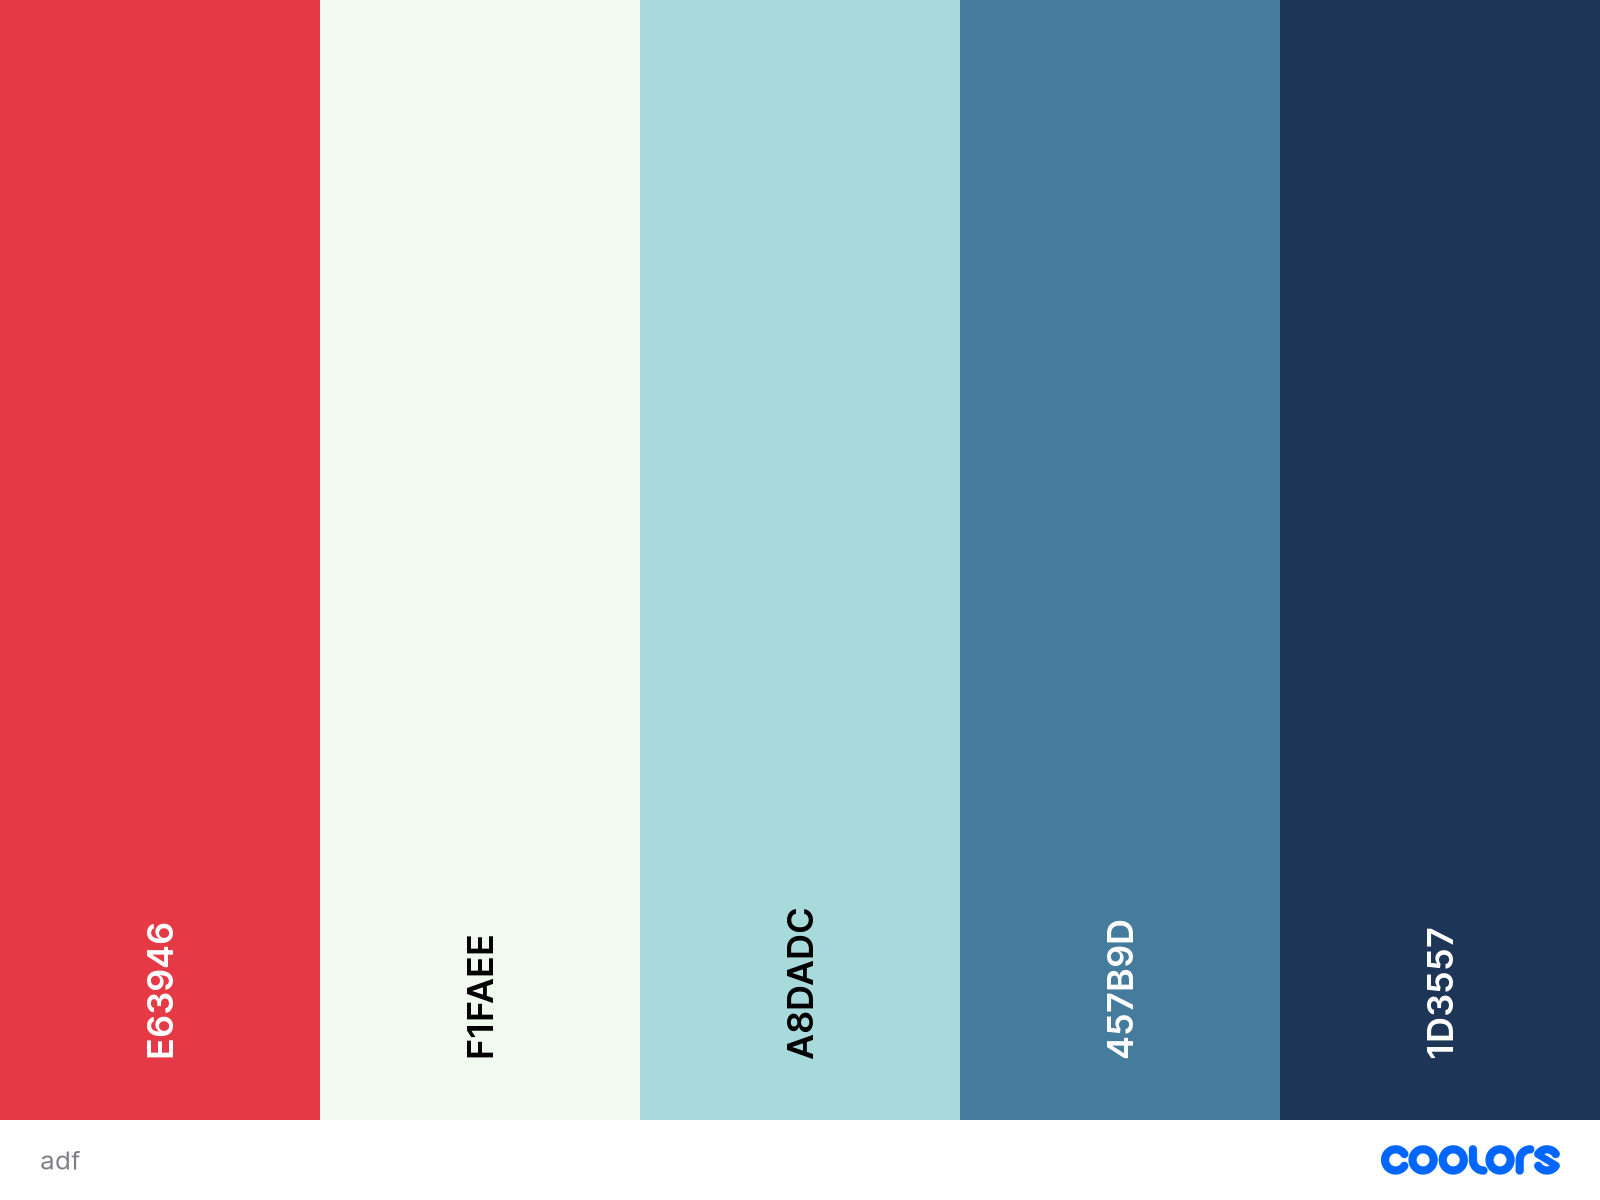 E63946
F1FAEE
A8DADC
457B9D
1D3557
adf
coolors